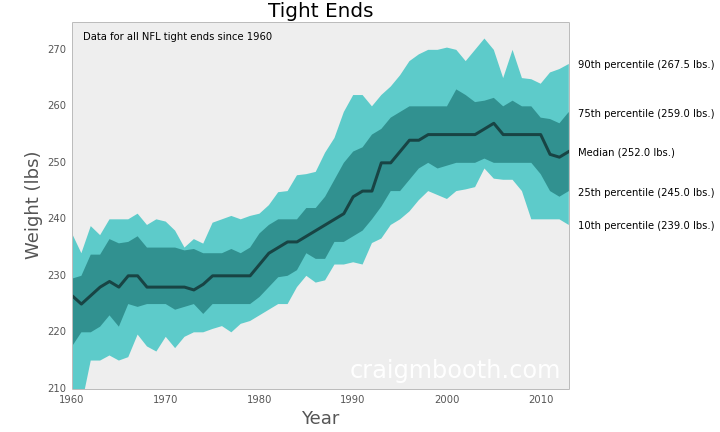 Tight Ends
Data for all NFL tight ends since 1960
270
260
250
240
230
220
210
Weight (lbs)
90th percentile (267.5 lbs.)
75th percentile (259.0 lbs.)
Median (252.0 lbs.)
25th percentile (245.0 lbs.)
10th percentile (239.0 lbs.)
craigmbooth.com
1960 1970 1980 1990 2000 2010
Year